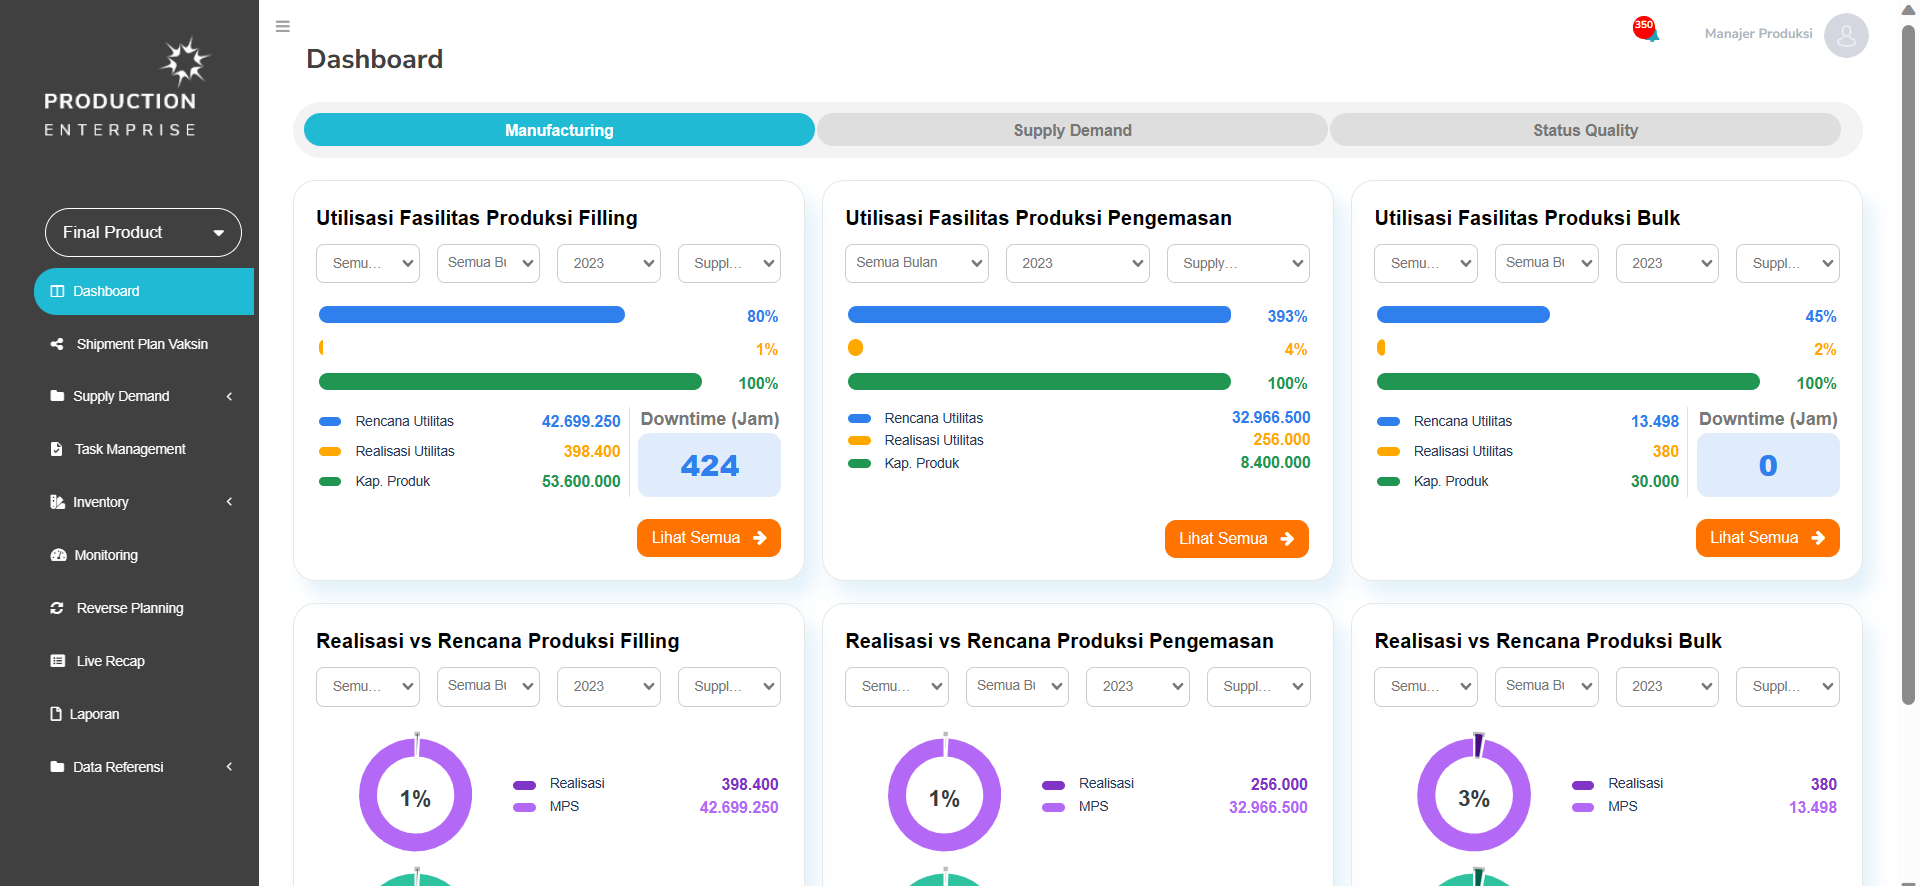 PRODUCTION
ENTERPRISE
Final Product
Dashboard
Shipment Plan Vaksin
Supply Demand
Task Management
Inventory
Monitoring
Reverse Planning
Live Recap
Laporan
Data Referensi
350
Manajer Produksi
Dashboard
Manufacturing
Supply Demand
Status Quality
Utilisasi Fasilitas Produksi Filling
Semu...
Semua Bu
2023
Suppl...
80%
1%
100%
Rencana Utilitas 42.699.250
Realisasi Utilitas 398.400
Kap. Produk 53.600.000
Downtime (Jam)
424
Lihat Semua
Utilisasi Fasilitas Produksi Pengemasan
Semua Bulan
2023
Supply...
393%
4%
100%
Rencana Utilitas 32.966.500
Realisasi Utilitas 256.000
Kap. Produk 8.400.000
Lihat Semua
Utilisasi Fasilitas Produksi Bulk
Semu...
Semua Bu
2023
Suppl...
45%
2%
100%
Rencana Utilitas 13.498
Realisasi Utilitas 380
Kap. Produk 30.000
Downtime (Jam)
0
Lihat Semua
Realisasi vs Rencana Produksi Filling
Semu...
Semua Bu
2023
Suppl...
1%
Realisasi 398.400
MPS 42.699.250
Realisasi vs Rencana Produksi Pengemasan
Semu...
Semua Bu
2023
Suppl...
1%
Realisasi 256.000
MPS 32.966.500
Realisasi vs Rencana Produksi Bulk
Semu...
Semua Bu
2023
Suppl...
3%
Realisasi 380
MPS 13.498